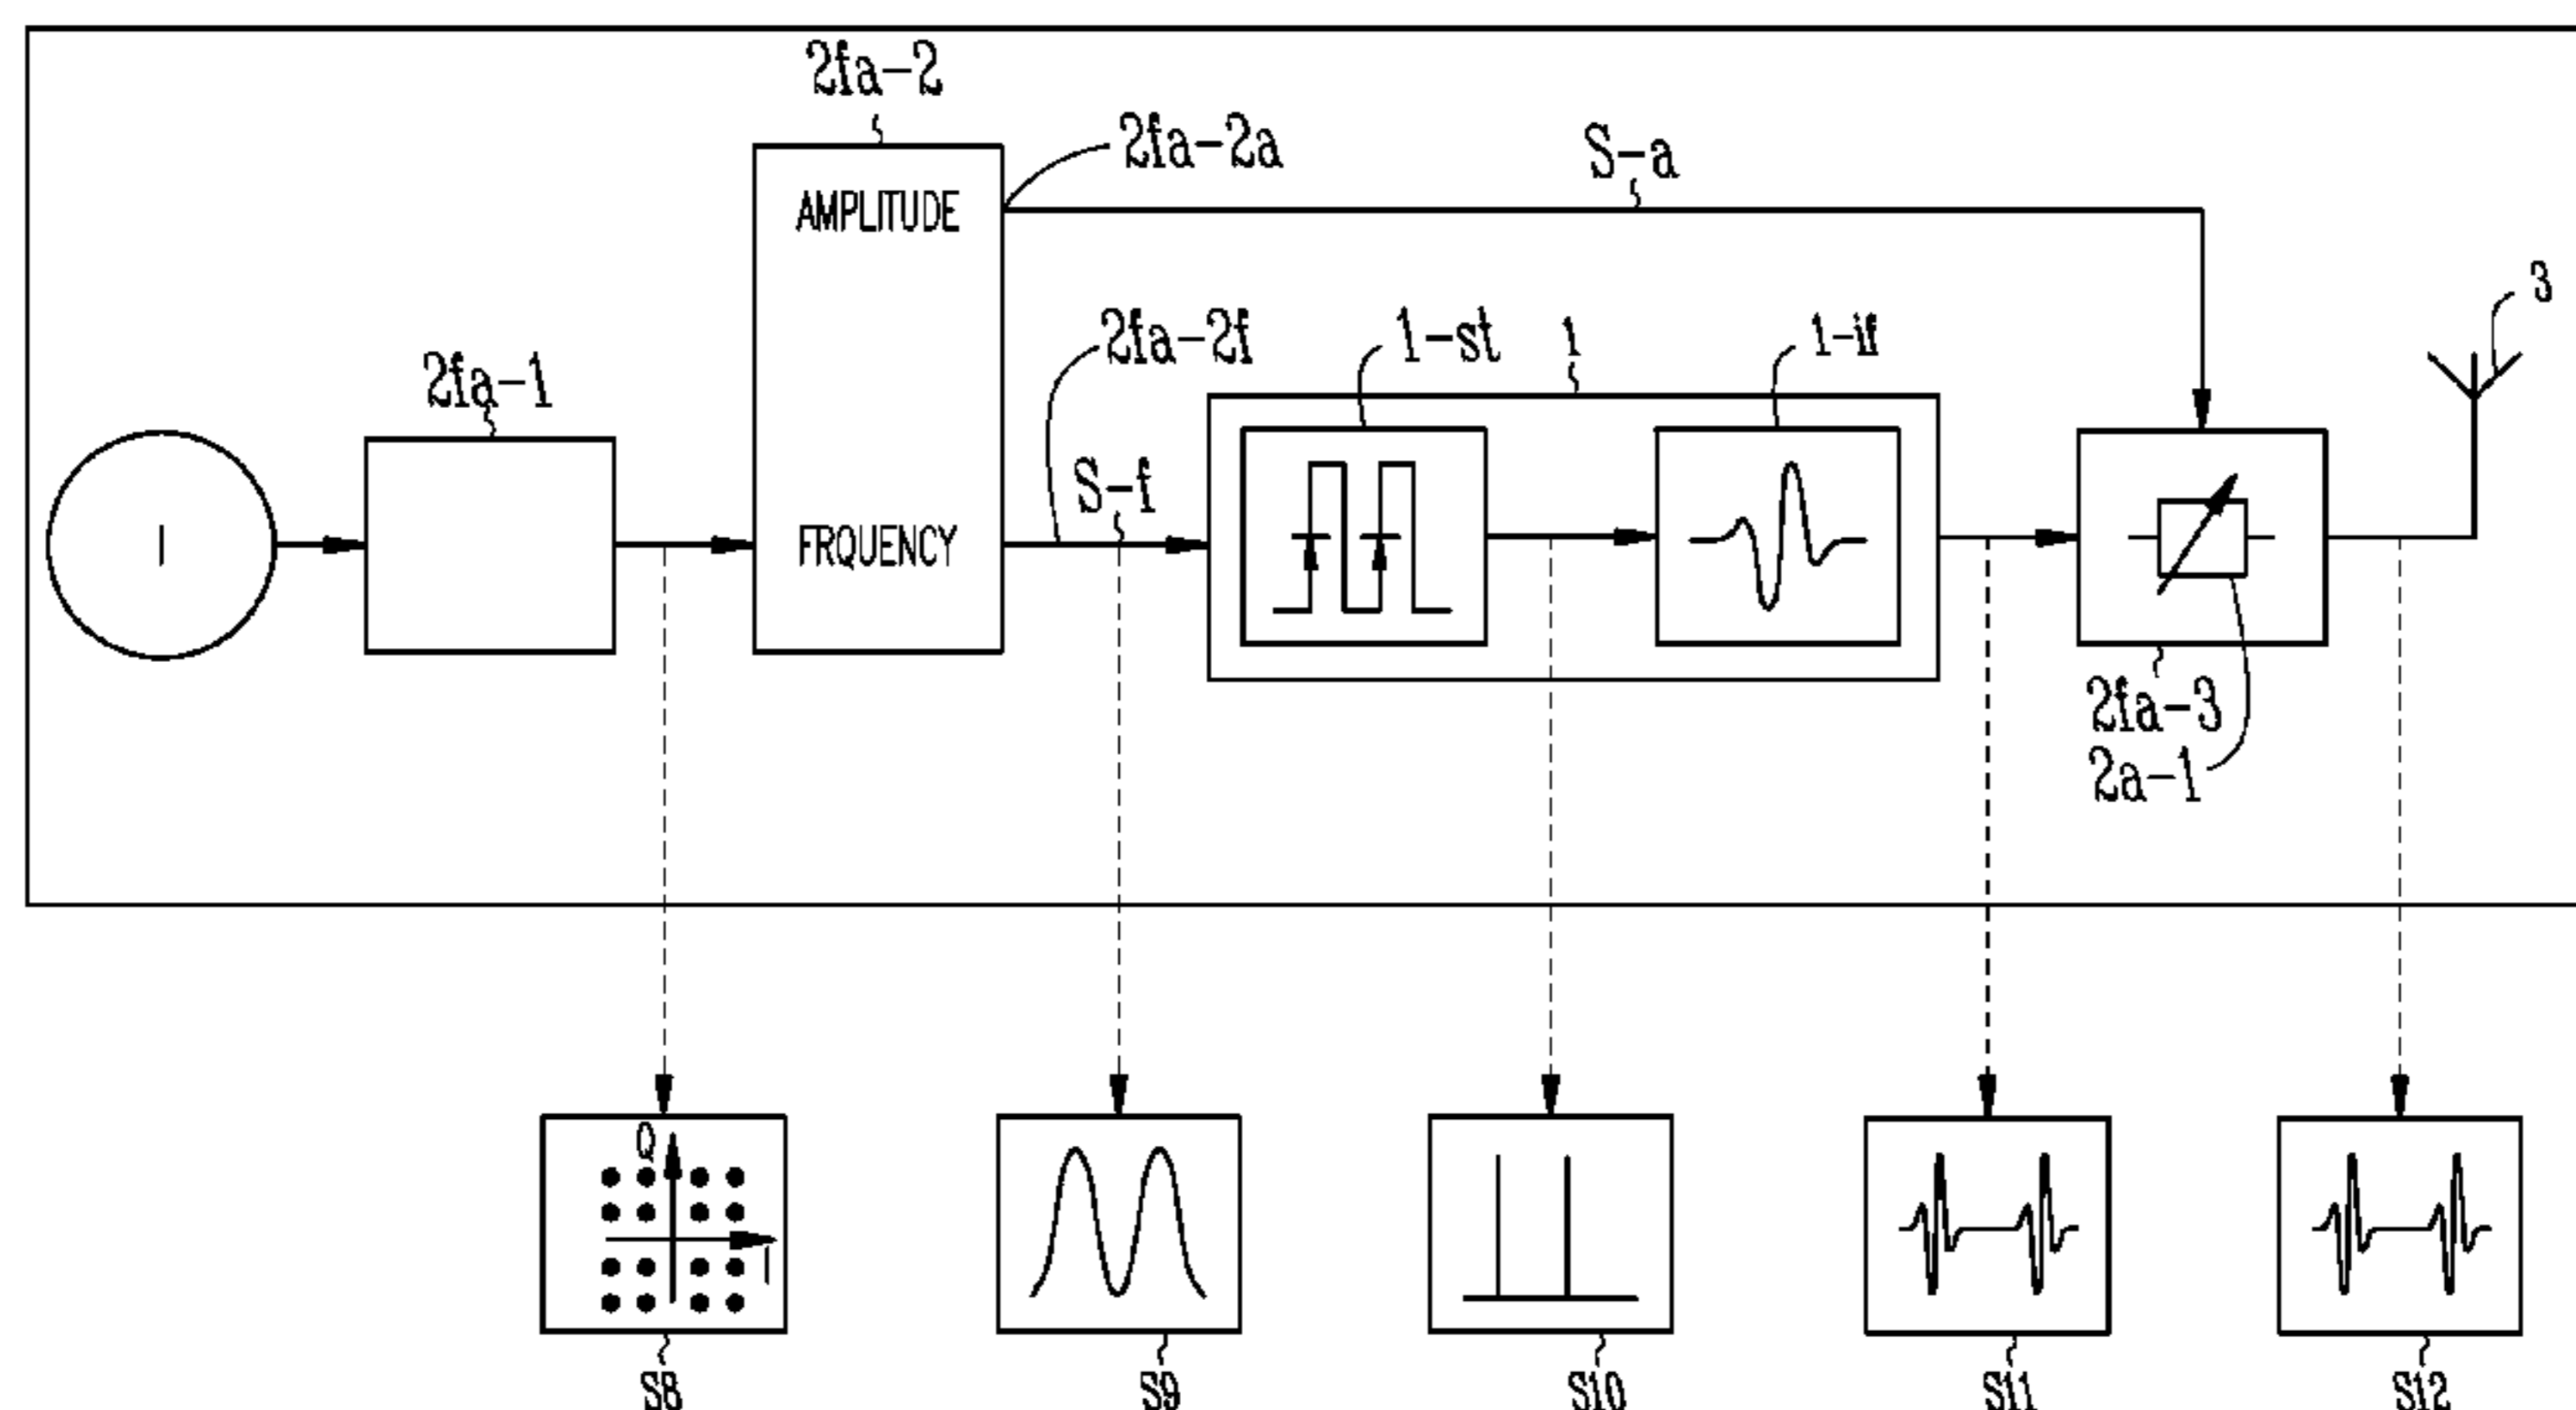 2fa-2
2fa-2a
S-a
AMPLITUDE
3
2fa-2f
1-st
1
1-if
2fa-1
S-f
I
FRQUENCY
2fa-3
2a-1
Q
I
S8
S9
S10
S11
S12